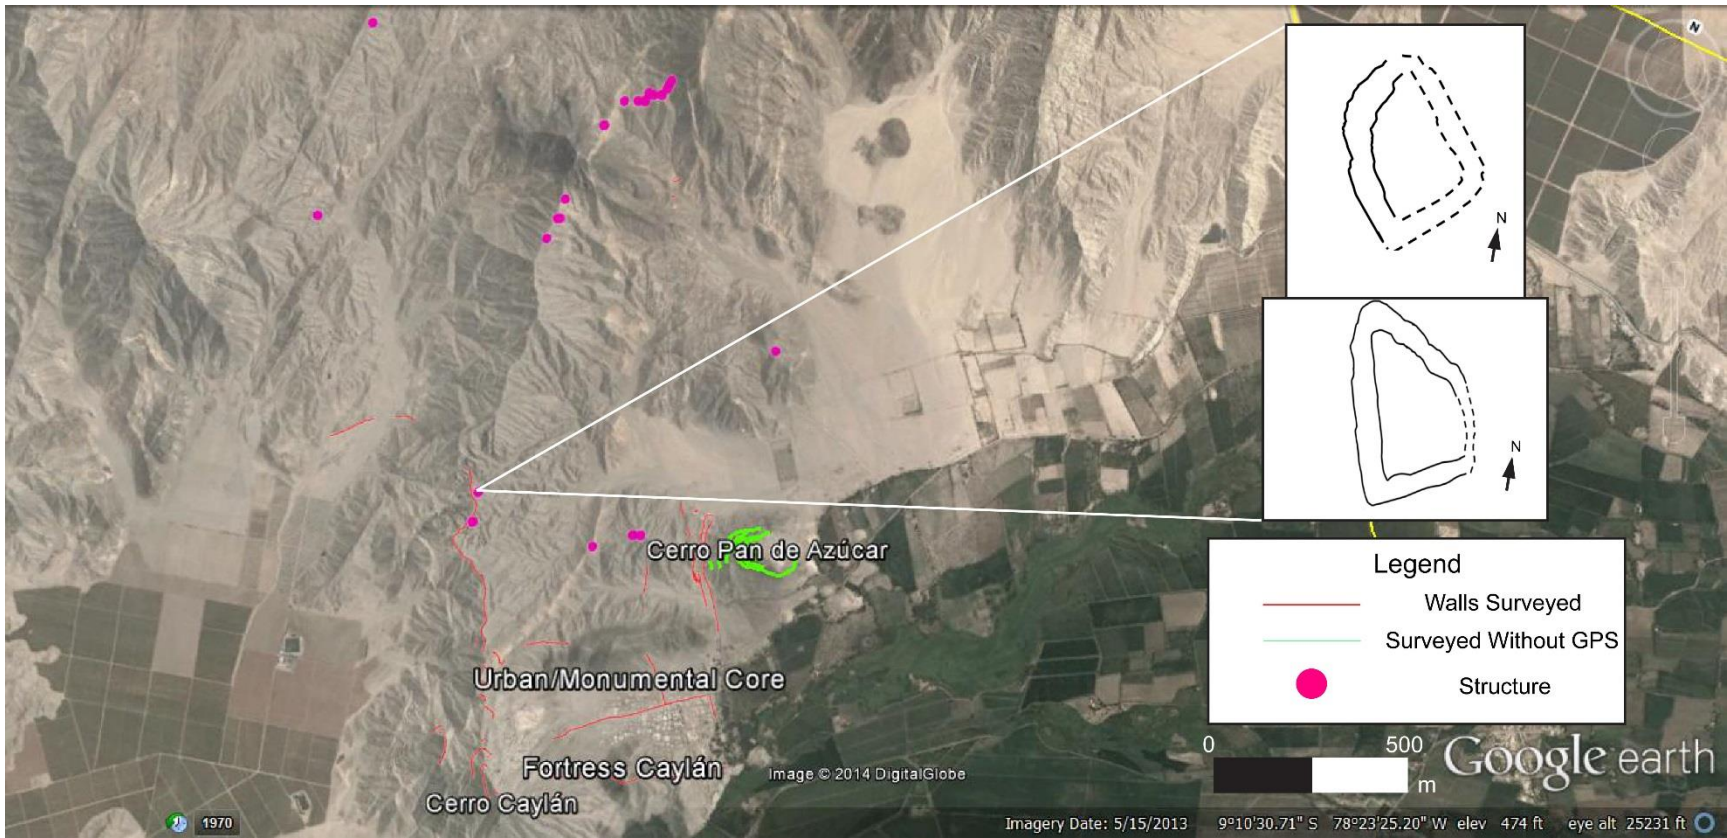 N
N
N
Cerro Pan de Azúcar
Legend
Walls Surveyed
Surveyed Without GPS
Structure
Urban/Monumental Core
Fortress Caylán
Cerro Caylán
0 500
m
Image © 2014 DigitalGlobe
Google earth
1970
Imagery Date: 5/15/2013 9°10'30.71" S 78°23'25.20" W elev 474 ft eye alt 25231 ft